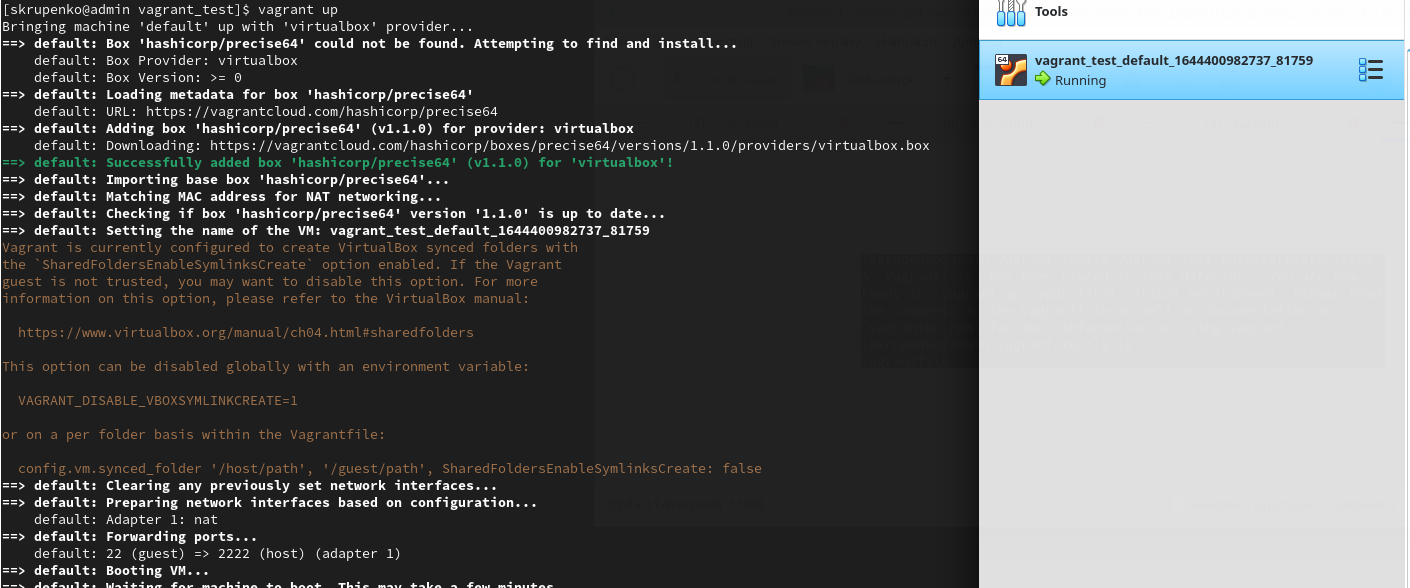 [skrupenko@admin vagrant_test]$ vagrant up
Bringing machine 'default' up with 'virtualbox' provider...
==> default: Box 'hashicorp/precise64' could not be found. Attempting to find and install...
    default: Box Provider: virtualbox
    default: Box Version: >= 0
==> default: Loading metadata for box 'hashicorp/precise64'
    default: URL: https://vagrantcloud.com/hashicorp/precise64
==> default: Adding box 'hashicorp/precise64' (v1.1.0) for provider: virtualbox
    default: Downloading: https://vagrantcloud.com/hashicorp/boxes/precise64/versions/1.1.0/providers/virtualbox.box
==> default: Successfully added box 'hashicorp/precise64' (v1.1.0) for 'virtualbox'!
==> default: Importing base box 'hashicorp/precise64'...
==> default: Matching MAC address for NAT networking...
==> default: Checking if box 'hashicorp/precise64' version '1.1.0' is up to date...
==> default: Setting the name of the VM: vagrant_test_default_1644400982737_81759
Vagrant is currently configured to create VirtualBox synced folders with
the `SharedFoldersEnableSymlinksCreate` option enabled. If the Vagrant
guest is not trusted, you may want to disable this option. For more
information on this option, please refer to the VirtualBox manual:
  https://www.virtualbox.org/manual/ch04.html#sharedfolders
This option can be disabled globally with an environment variable:
  VAGRANT_DISABLE_VBOXSYMLINKCREATE=1
or on a per folder basis within the Vagrantfile:
  config.vm.synced_folder '/host/path', '/guest/path', SharedFoldersEnableSymlinksCreate: false
==> default: Clearing any previously set network interfaces...
==> default: Preparing network interfaces based on configuration...
    default: Adapter 1: nat
==> default: Forwarding ports...
    default: 22 (guest) => 2222 (host) (adapter 1)
==> default: Booting VM...
==> default: Waiting for machine to boot. This may take a few minutes...
Tools
64
vagrant_test_default_1644400982737_81759
Running